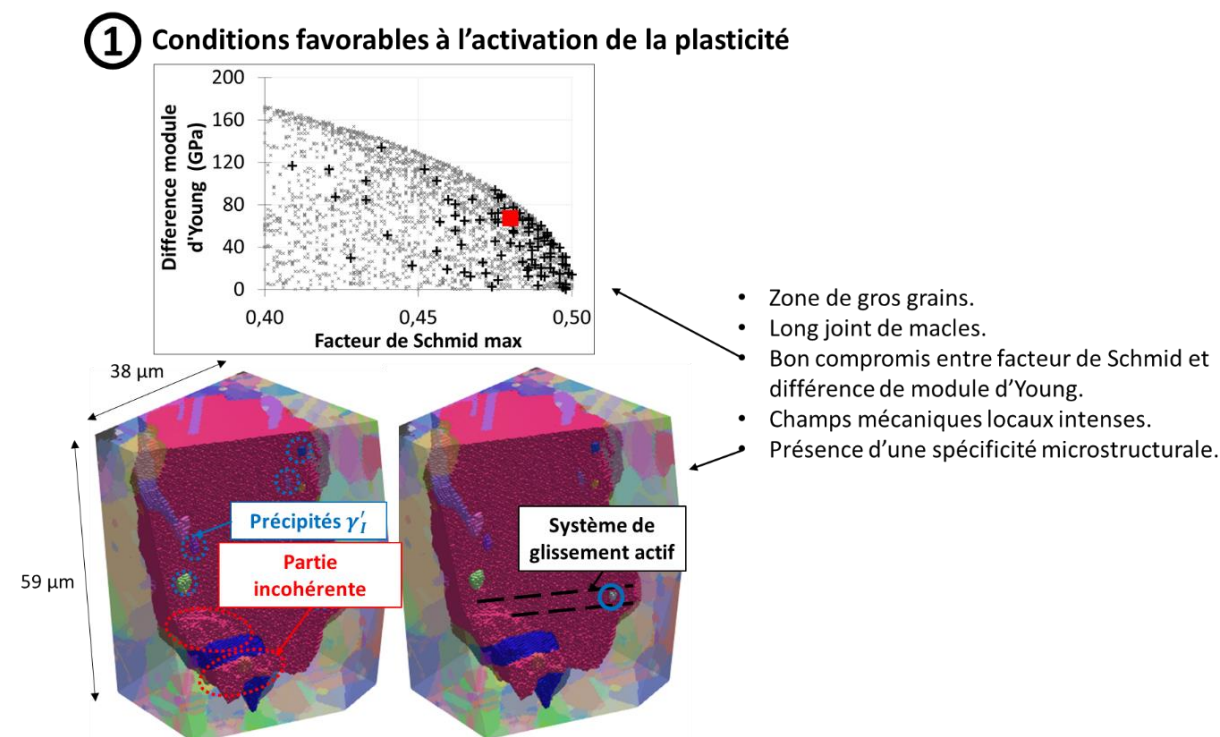 1 Conditions favorables à l’activation de la plasticité
200
160
120
80
40
0
Difference module
d'Young (GPa)
0,40 0,45 0,50
Facteur de Schmid max
• Zone de gros grains.
• Long joint de macles.
• Bon compromis entre facteur de Schmid et
différence de module d’Young.
• Champs mécaniques locaux intenses.
• Présence d’une spécificité microstructurale.
38 µm
59 µm
Précipités γ′I
Partie
incohérente
Système de
glissement actif